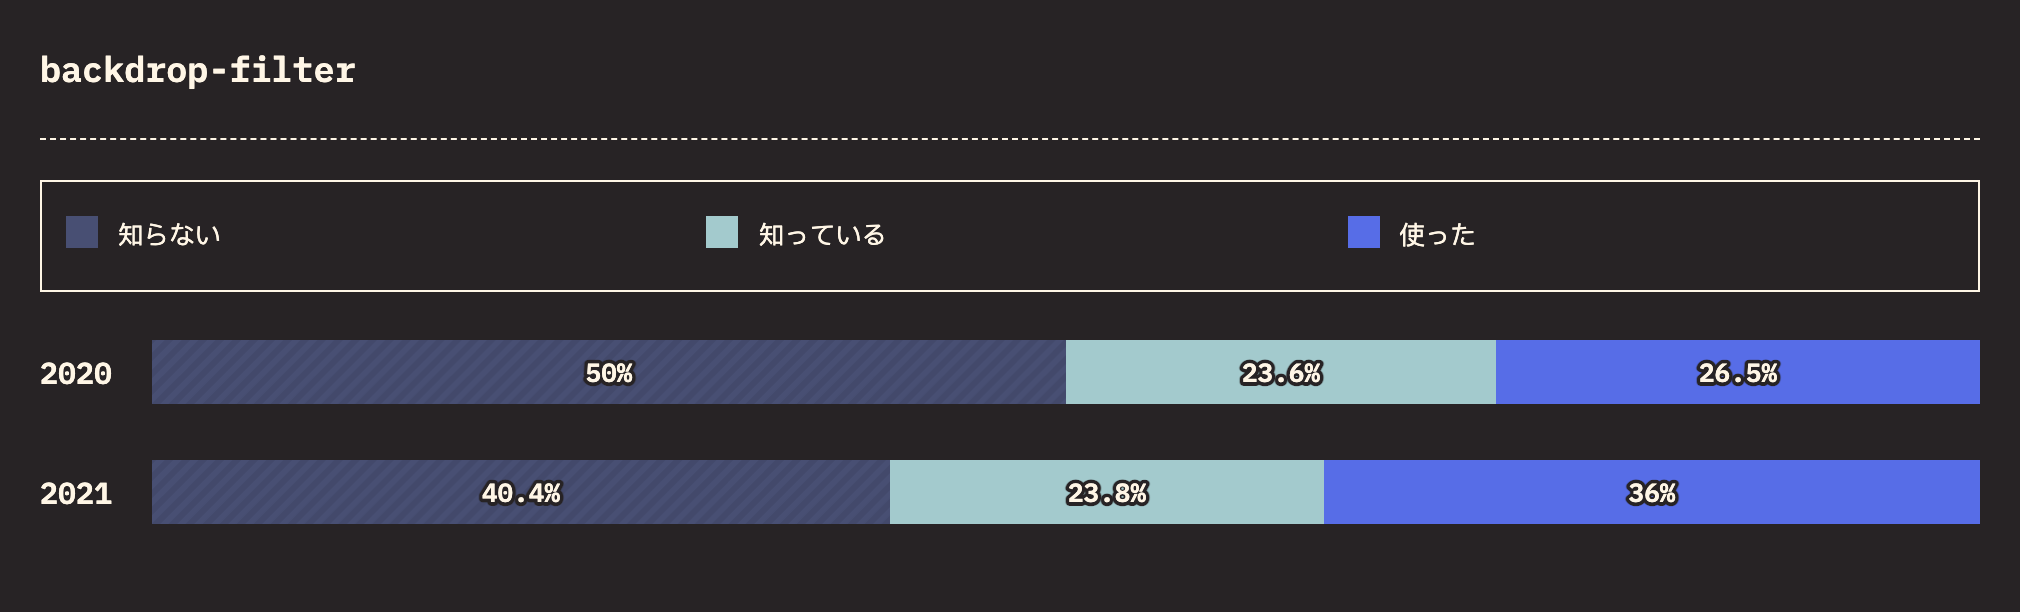 backdrop-filter
知らない 知っている 使った
2020 50% 23.6% 26.5%
2021 40.4% 23.8% 36%